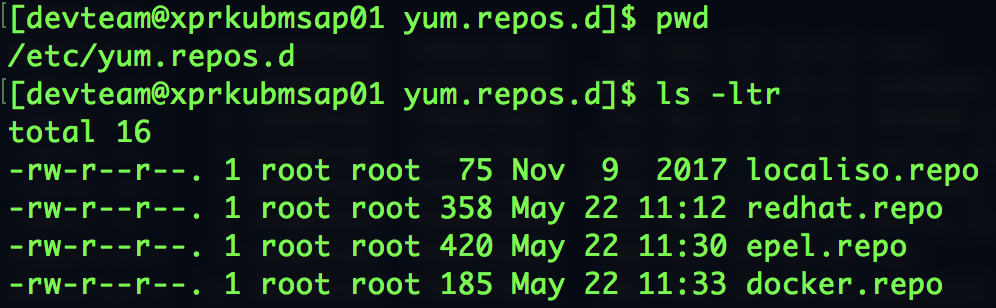 [devteam@xprkubmsap01 yum.repos.d]$ pwd
/etc/yum.repos.d
[devteam@xprkubmsap01 yum.repos.d]$ ls -ltr
total 16
-rw-r--r--. 1 root root  75 Nov  9  2017 localiso.repo
-rw-r--r--. 1 root root 358 May 22 11:12 redhat.repo
-rw-r--r--. 1 root root 420 May 22 11:30 epel.repo
-rw-r--r--. 1 root root 185 May 22 11:33 docker.repo